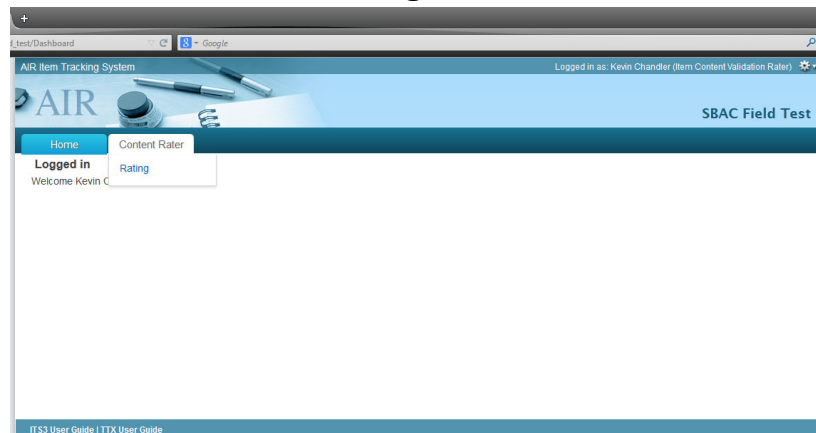 +
d_test/Dashboard
Google
AIR Item Tracking System
Logged in as: Kevin Chandler (Item Content Validation Rater)
AIR
SBAC Field Test
Home
Content Rater
Logged in
Rating
Welcome Kevin C
ITS3 User Guide | TTX User Guide